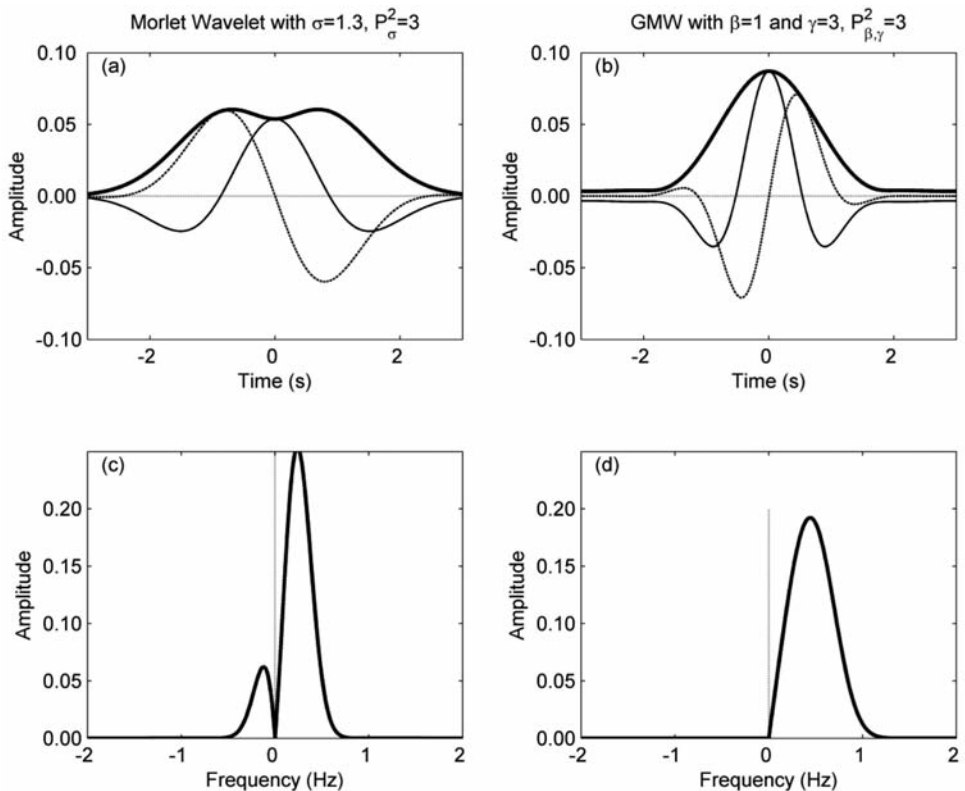 Morlet Wavelet with σ=1.3, P²_σ=3
GMW with β=1 and γ=3, P²_β,γ=3
(a)
0.10
0.05
0.00
-0.05
-0.10
Amplitude
-2
0
2
Time (s)
(b)
0.10
0.05
0.00
-0.05
-0.10
Amplitude
-2
0
2
Time (s)
(c)
0.20
0.15
0.10
0.05
0.00
Amplitude
-2
-1
0
1
2
Frequency (Hz)
(d)
0.20
0.15
0.10
0.05
0.00
Amplitude
-2
-1
0
1
2
Frequency (Hz)